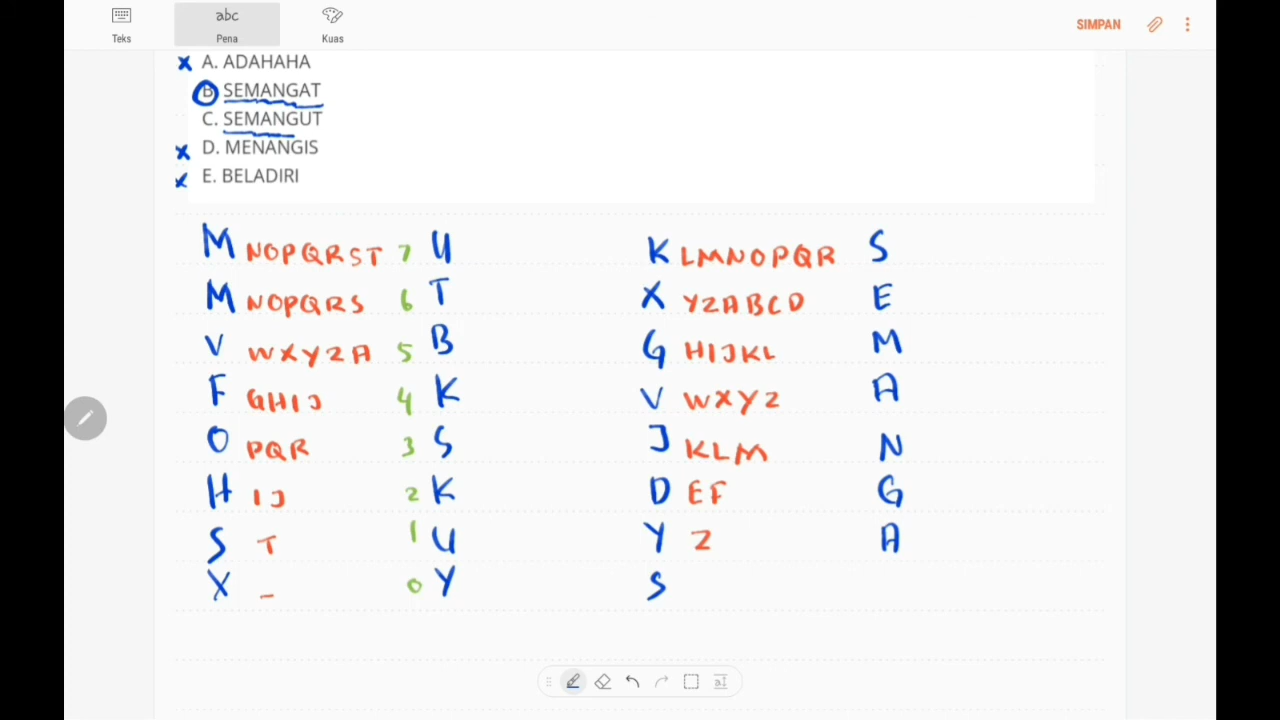 Teks abc Pena Kuas SIMPAN
A. ADAHAHA
B. SEMANGAT
C. SEMANGUT
D. MENANGIS
E. BELADIRI
M NOPQRST 7 U K LMNOPQR S
M NOPQRS 6 T X YZABCD E
V WXYZA 5 B G HIJKL M
F GHIJ 4 K V WXYZ A
O PQR 3 S J KLM N
H IJ 2 K D EF G
S T 1 U Y Z A
X - 0 Y S